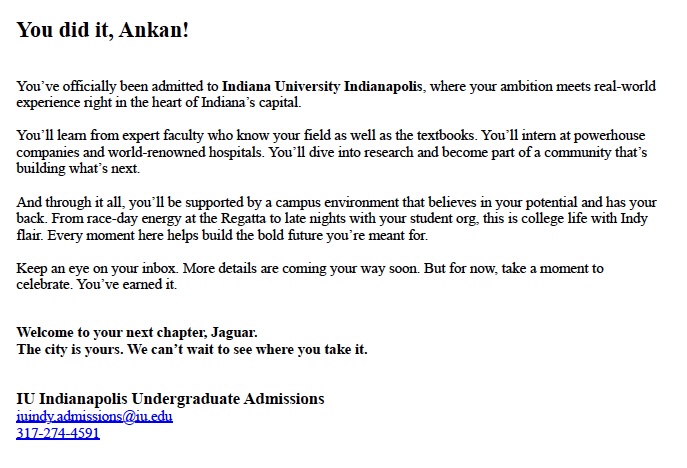 You did it, Ankan!
You’ve officially been admitted to Indiana University Indianapolis, where your ambition meets real-world
experience right in the heart of Indiana’s capital.
You’ll learn from expert faculty who know your field as well as the textbooks. You’ll intern at powerhouse
companies and world-renowned hospitals. You’ll dive into research and become part of a community that’s
building what’s next.
And through it all, you’ll be supported by a campus environment that believes in your potential and has your
back. From race-day energy at the Regatta to late nights with your student org, this is college life with Indy
flair. Every moment here helps build the bold future you’re meant for.
Keep an eye on your inbox. More details are coming your way soon. But for now, take a moment to
celebrate. You’ve earned it.
Welcome to your next chapter, Jaguar.
The city is yours. We can’t wait to see where you take it.
IU Indianapolis Undergraduate Admissions
iuindy.admissions@iu.edu
317-274-4591